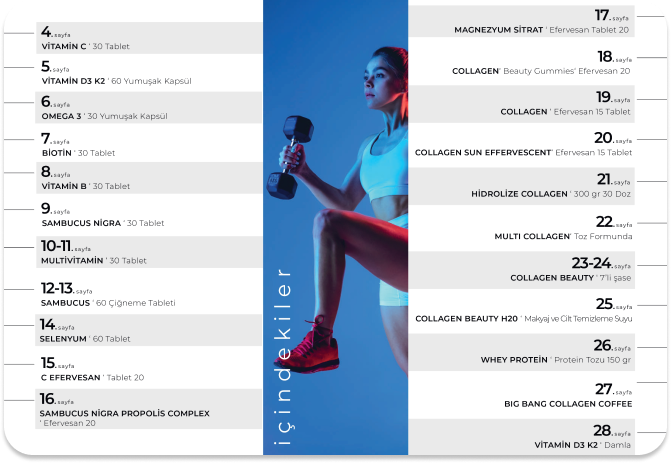 4.sayfa
VİTAMİN C ' 30 Tablet
5.sayfa
VİTAMİN D3 K2 ' 60 Yumuşak Kapsül
6.sayfa
OMEGA 3 ' 30 Yumuşak Kapsül
7.sayfa
BİOTİN ' 30 Tablet
8.sayfa
VİTAMİN B ' 30 Tablet
9.sayfa
SAMBUCUS NİGRA ' 30 Tablet
10-11.sayfa
MULTİVİTAMİN ' 30 Tablet
12-13.sayfa
SAMBUCUS ' 60 Çiğneme Tableti
14.sayfa
SELENYUM ' 60 Tablet
15.sayfa
C EFERVESAN ' Tablet 20
16.sayfa
SAMBUCUS NİGRA PROPOLİS COMPLEX
' Efervesan 20
içindekiler
17.sayfa
MAGNEZYUM SİTRAT ' Efervesan Tablet 20
18.sayfa
COLLAGEN' Beauty Gummies' Efervesan 20
19.sayfa
COLLAGEN ' Efervesan 15 Tablet
20.sayfa
COLLAGEN SUN EFFERVESCENT' Efervesan 15 Tablet
21.sayfa
HİDROLİZE COLLAGEN ' 300 gr 30 Doz
22.sayfa
MULTI COLLAGEN' Toz Formunda
23-24.sayfa
COLLAGEN BEAUTY ' 7'li şase
25.sayfa
COLLAGEN BEAUTY H20 ' Makyaj ve Cilt Temizleme Suyu
26.sayfa
WHEY PROTEİN ' Protein Tozu 150 gr
27.sayfa
BIG BANG COLLAGEN COFFEE
28.sayfa
VİTAMİN D3 K2 ' Damla